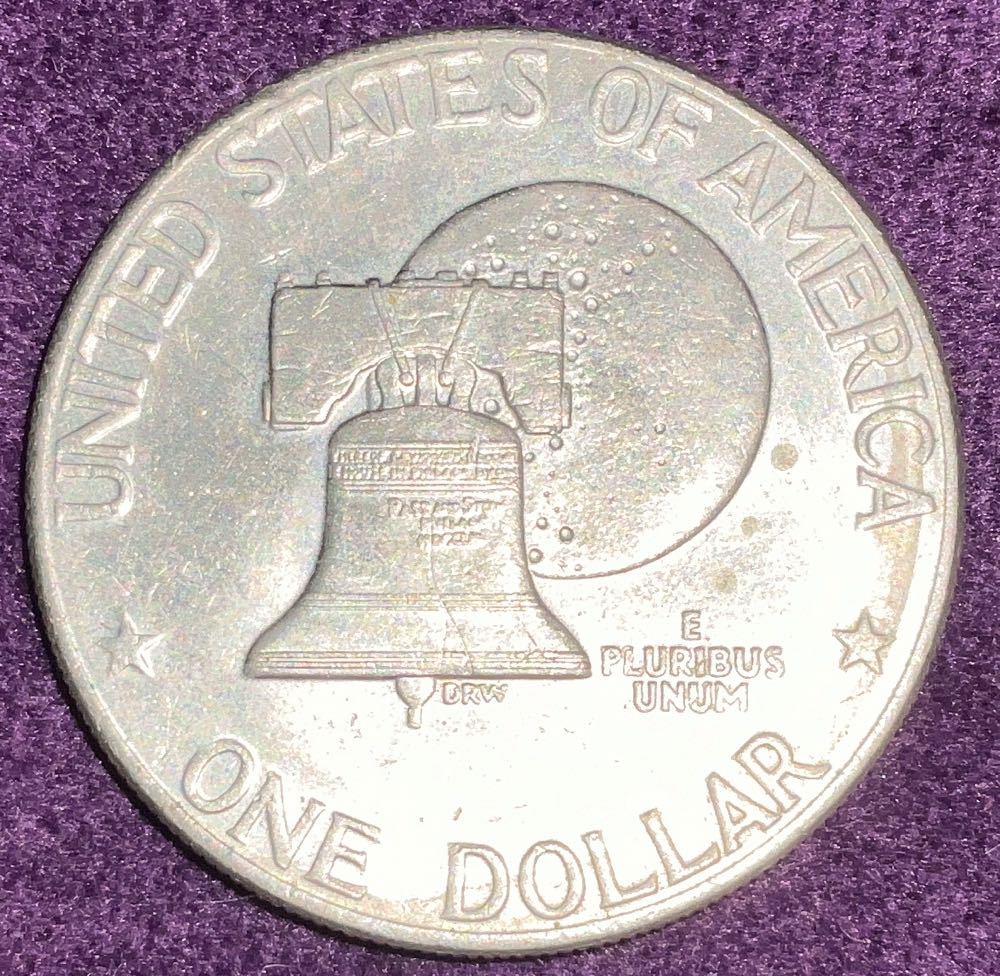 UNITED STATES OF AMERICA
E
PLURIBUS
UNUM
DRW
ONE DOLLAR